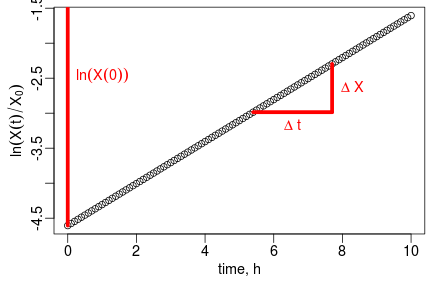 -1.5
-2.5
-3.5
-4.5
ln(X(t)/X₀)
ln(X(0))
Δ X
Δ t
0 2 4 6 8 10
time, h